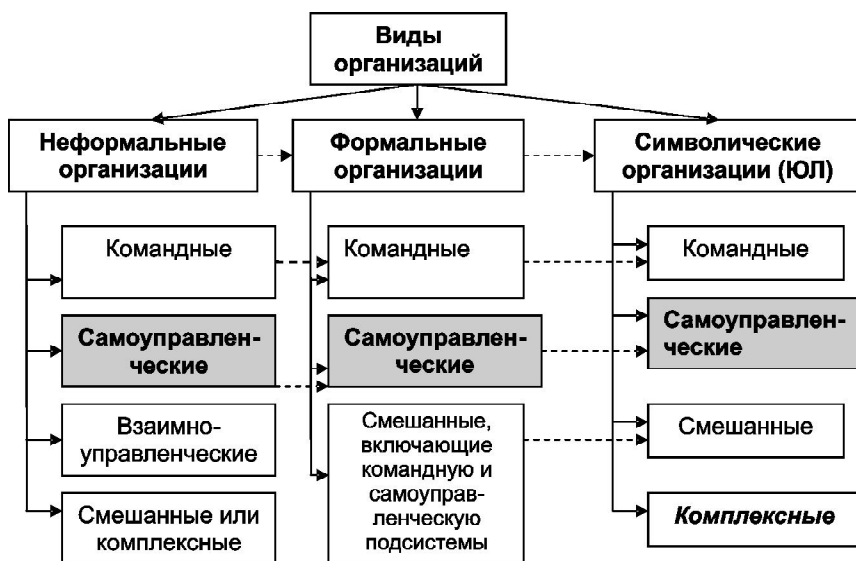 Виды
организаций
Неформальные
организации
Формальные
организации
Символические
организации (ЮЛ)
Командные
Самоуправлен-
ческие
Взаимно-
управленческие
Смешанные или
комплексные
Командные
Самоуправлен-
ческие
Смешанные,
включающие
командную и
самоуправ-
ленческую
подсистемы
Командные
Самоуправлен-
ческие
Смешанные
Комплексные